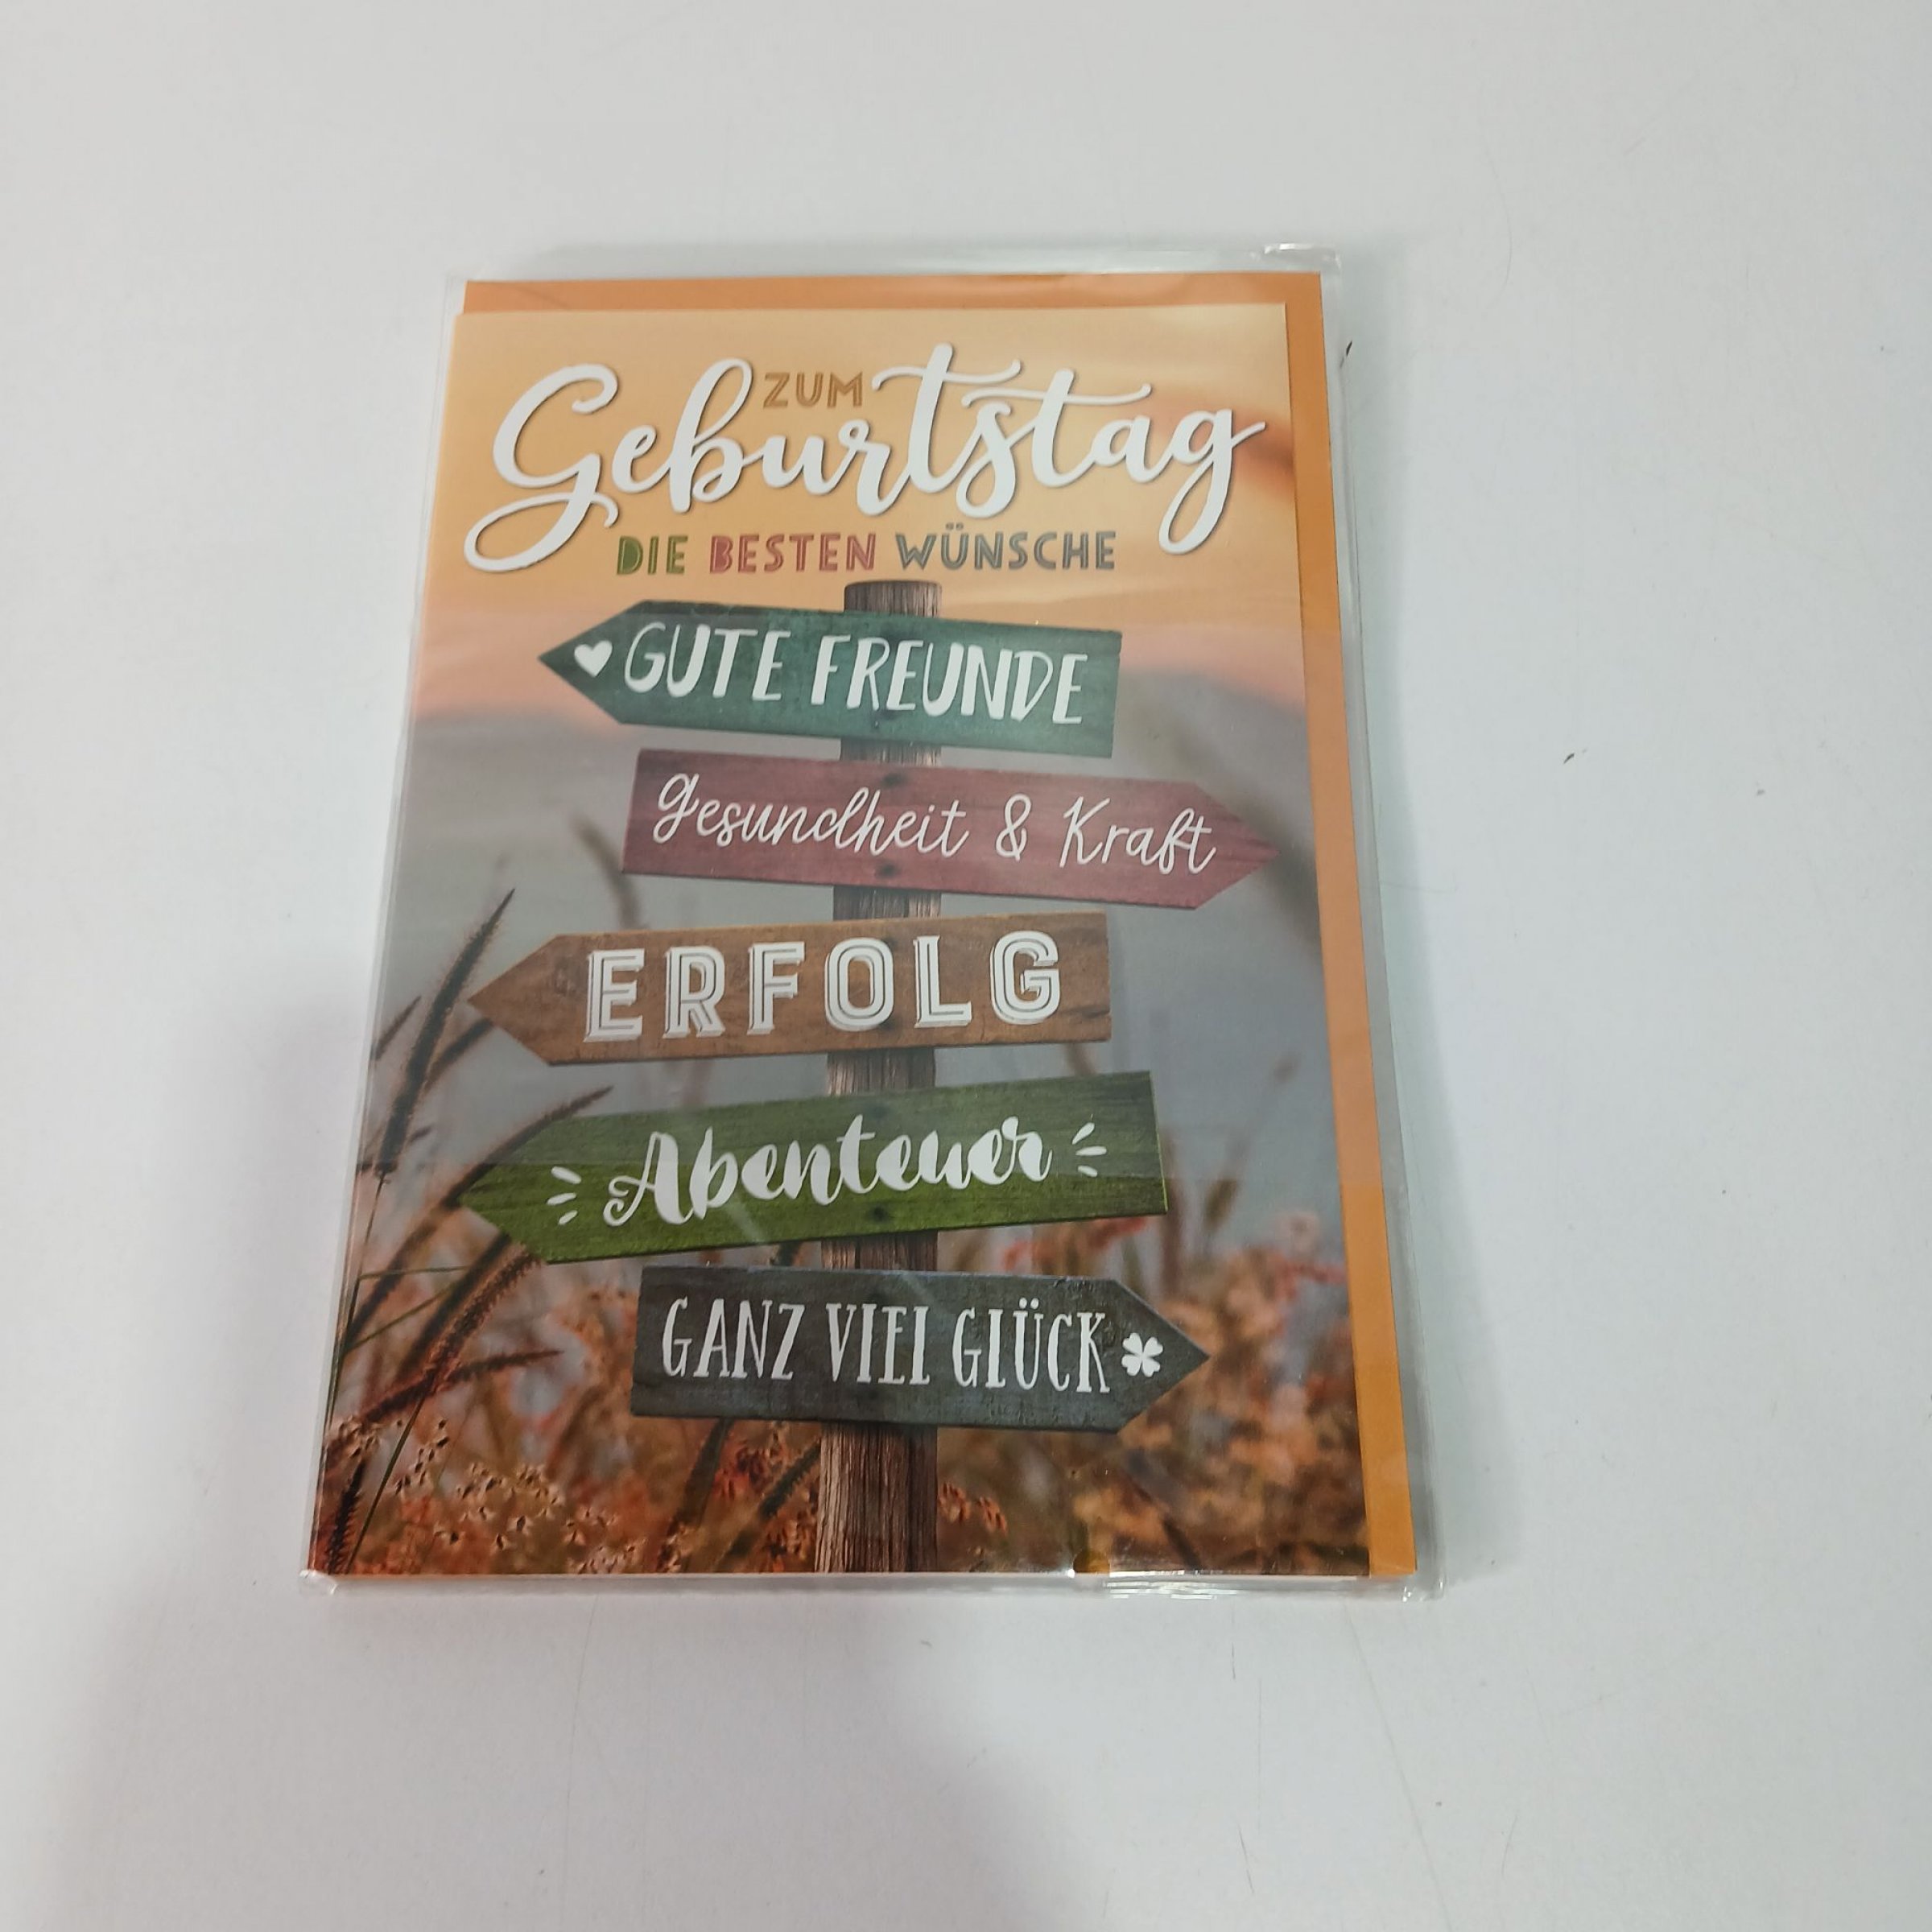 ZUM
Geburtstag
DIE BESTEN WÜNSCHE
GUTE FREUNDE
Gesundheit & Kraft
ERFOLG
Abenteuer
GANZ VIEL GLÜCK